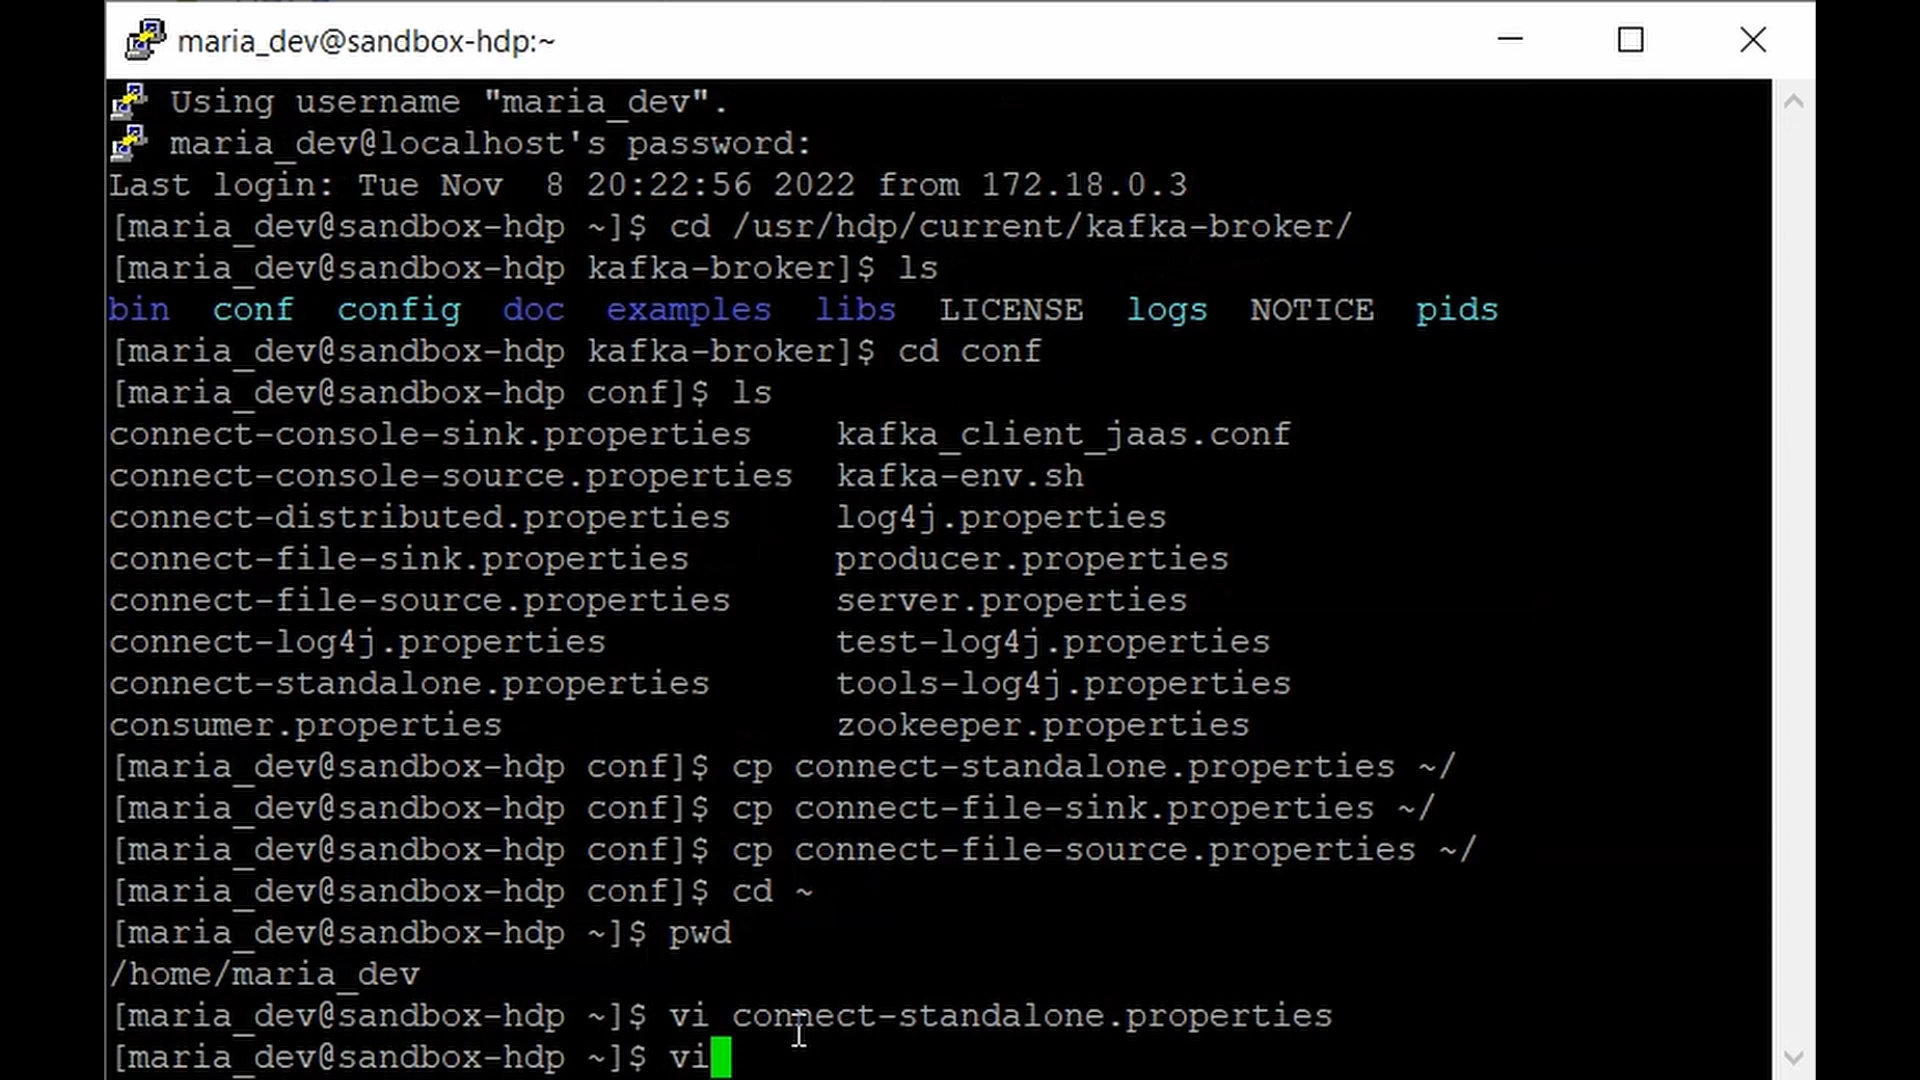 maria_dev@sandbox-hdp:~
Using username "maria_dev".
maria_dev@localhost's password:
Last login: Tue Nov  8 20:22:56 2022 from 172.18.0.3
[maria_dev@sandbox-hdp ~]$ cd /usr/hdp/current/kafka-broker/
[maria_dev@sandbox-hdp kafka-broker]$ ls
bin  conf  config  doc  examples  libs  LICENSE  logs  NOTICE  pids
[maria_dev@sandbox-hdp kafka-broker]$ cd conf
[maria_dev@sandbox-hdp conf]$ ls
connect-console-sink.properties    kafka_client_jaas.conf
connect-console-source.properties  kafka-env.sh
connect-distributed.properties     log4j.properties
connect-file-sink.properties       producer.properties
connect-file-source.properties     server.properties
connect-log4j.properties           test-log4j.properties
connect-standalone.properties      tools-log4j.properties
consumer.properties                zookeeper.properties
[maria_dev@sandbox-hdp conf]$ cp connect-standalone.properties ~/
[maria_dev@sandbox-hdp conf]$ cp connect-file-sink.properties ~/
[maria_dev@sandbox-hdp conf]$ cp connect-file-source.properties ~/
[maria_dev@sandbox-hdp conf]$ cd ~
[maria_dev@sandbox-hdp ~]$ pwd
/home/maria_dev
[maria_dev@sandbox-hdp ~]$ vi connect-standalone.properties
[maria_dev@sandbox-hdp ~]$ vi